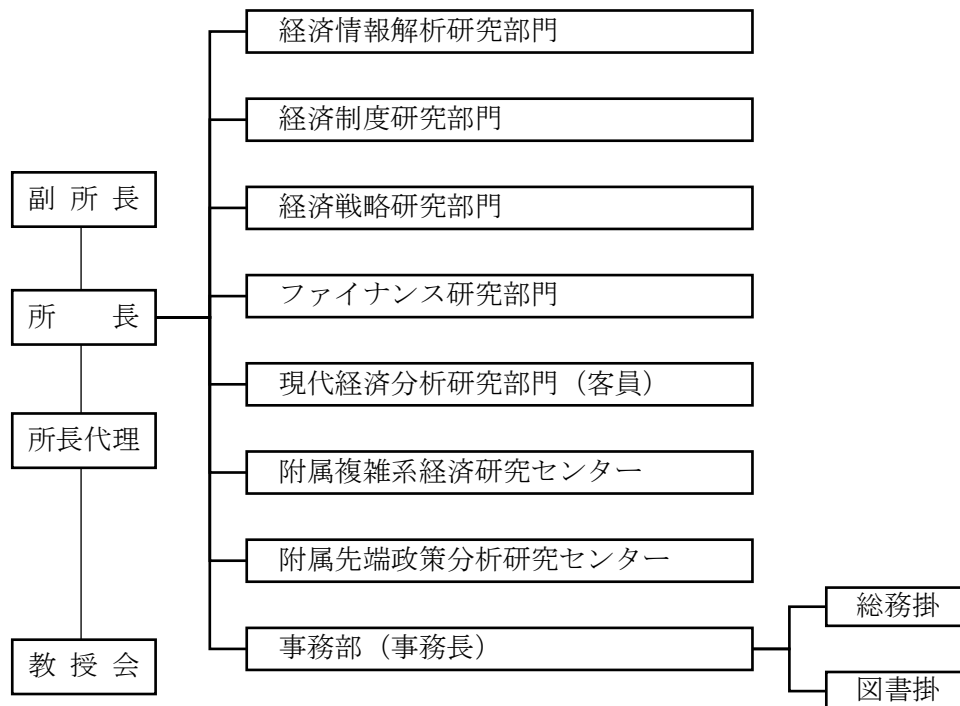 経済情報解析研究部門
経済制度研究部門
副 所 長
経済戦略研究部門
ファイナンス研究部門
所 長
現代経済分析研究部門（客員）
所長代理
附属複雑系経済研究センター
附属先端政策分析研究センター
総務掛
事務部（事務長）
教 授 会
図書掛